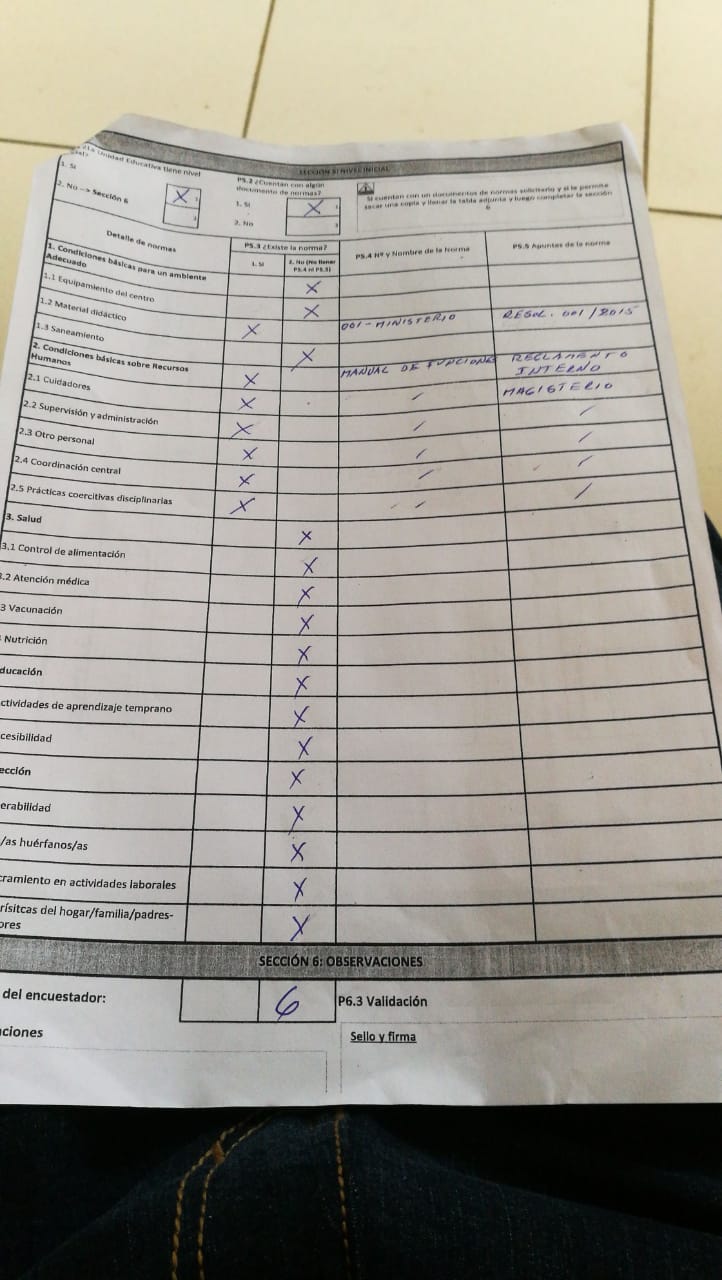 SECCIÓN 5: NIVEL INICIAL
¿La Unidad Educativa tiene nivel
1. Si
X 1
2. No --> Sección 6
P5.2 ¿Cuentan con algún
documento de normas?
1. Si X 1
2. No 2
Si cuentan con un documentos de normas solicitarlo y si le permite
sacar una copia y llenar la tabla adjunta y luego completar la sección
6
Detalle de normas
P5.3 ¿Existe la norma?
1. Si
2. No (No llenar
P5.4 ni P5.5)
P5.4 Nº y Nombre de la Norma
P5.5 Apuntes de la norma
1. Condiciones básicas para un ambiente
Adecuado X
1.1 Equipamiento del centro X
1.2 Material didáctico X 001 - MINISTERIO RESOL. 001 / 2015
1.3 Saneamiento X
2. Condiciones básicas sobre Recursos
Humanos X MANUAL DE FUNCIONES REGLAMENTO
INTERNO
2.1 Cuidadores X MAGISTERIO
2.2 Supervisión y administración X
2.3 Otro personal X
2.4 Coordinación central X
2.5 Prácticas coercitivas disciplinarias X
3. Salud X
3.1 Control de alimentación X
3.2 Atención médica X
3 Vacunación X
Nutrición X
ducación X
ctividades de aprendizaje temprano X
cesibilidad X
ección X
erabilidad X
/as huérfanos/as X
cramiento en actividades laborales X
rísitcas del hogar/familia/padres-
ores X
SECCIÓN 6: OBSERVACIONES
del encuestador: 6 P6.3 Validación
ciones
Sello y firma